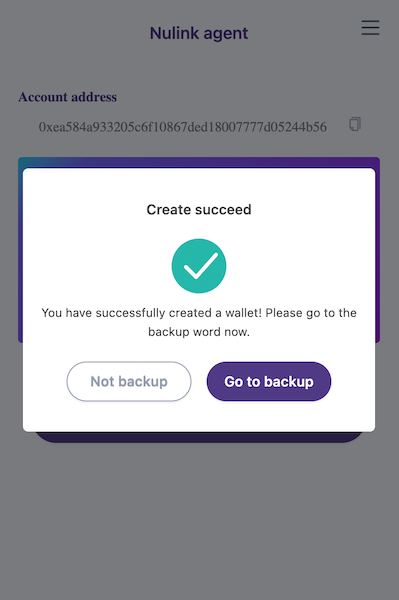 Nulink agent
Account address
0xea584a933205c6f10867ded18007777d05244b56
Create succeed
You have successfully created a wallet! Please go to the
backup word now.
Not backup
Go to backup